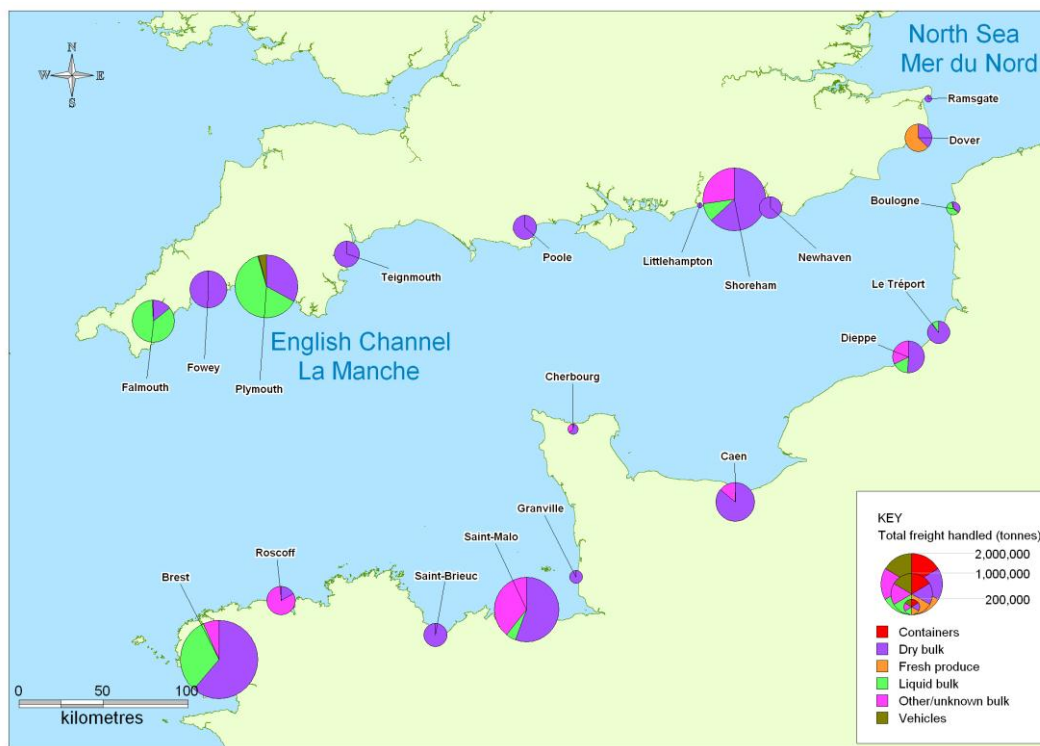 N
W E
S
North Sea
Mer du Nord
Ramsgate
Dover
Boulogne
Littlehampton
Newhaven
Shoreham
Poole
Teignmouth
Le Tréport
Dieppe
English Channel
La Manche
Falmouth
Fowey
Plymouth
Cherbourg
Caen
Granville
Saint-Malo
Roscoff
Brest
Saint-Brieuc
0 50 100
kilometres
KEY
Total freight handled (tonnes)
2,000,000
1,000,000
200,000
Containers
Dry bulk
Fresh produce
Liquid bulk
Other/unknown bulk
Vehicles